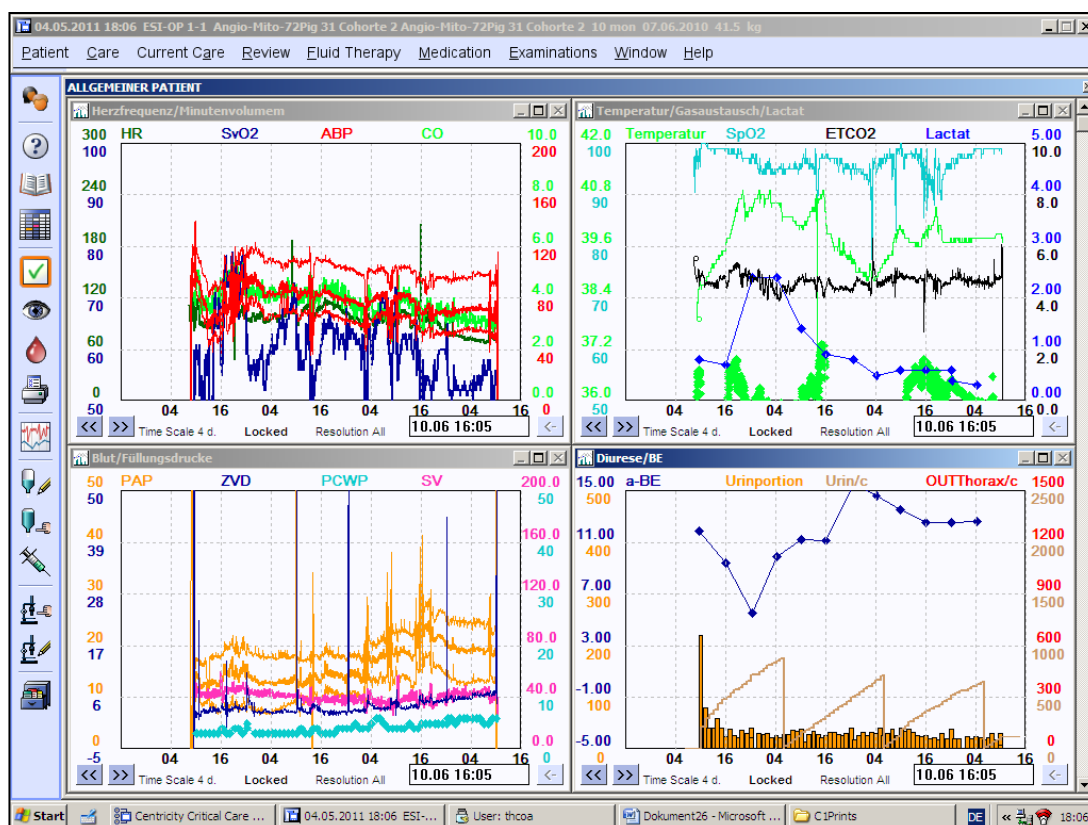 04.05.2011 18:06 ESI-OP 1-1 Angio-Mito-72Pig 31 Cohorte 2 Angio-Mito-72Pig 31 Cohorte 2 10 mon 07.06.2010 41.5 kg
Patient Care Current Care Review Fluid Therapy Medication Examinations Window Help
ALLGEMEINER PATIENT
Herzfrequenz/Minutenvolumem
300 HR SvO2 ABP CO 10.0
100 200
240 8.0
90 160
180 6.0
80 120
120 4.0
70 80
60 2.0
60 40
0 0.0
50 0
04 16 04 16 04 16 04 16
<< >> Time Scale 4 d. Locked Resolution All 10.06 16:05 <-
Temperatur/Gasaustausch/Lactat
42.0 Temperatur SpO2 ETCO2 Lactat 5.00
100 10.0
40.8 4.00
90 8.0
39.6 3.00
80 6.0
38.4 2.00
70 4.0
37.2 1.00
60 2.0
36.0 0.00
50 0.0
04 16 04 16 04 16 04 16
<< >> Time Scale 4 d. Locked Resolution All 10.06 16:05 <-
Blut/Füllungsdrucke
50 PAP ZVD PCWP SV 200.0
50 50
40 160.0
39 40
30 120.0
28 30
20 80.0
17 20
10 40.0
6 10
0 0.0
-5 0
04 16 04 16 04 16 04 16
<< >> Time Scale 4 d. Locked Resolution All 10.06 16:05 <-
Diurese/BE
15.00 a-BE Urinportion Urin/c OUTThorax/c 1500
500 2500
11.00 1200
400 2000
7.00 900
300 1500
3.00 600
200 1000
-1.00 300
100 500
-5.00 0
0 0
04 16 04 16 04 16 04 16
<< >> Time Scale 4 d. Locked Resolution All 10.06 16:05 <-
Start Centricity Critical Care ... 04.05.2011 18:06 ESI-... User: thcoa Dokument26 - Microsoft ... C1Prints DE « 18:06